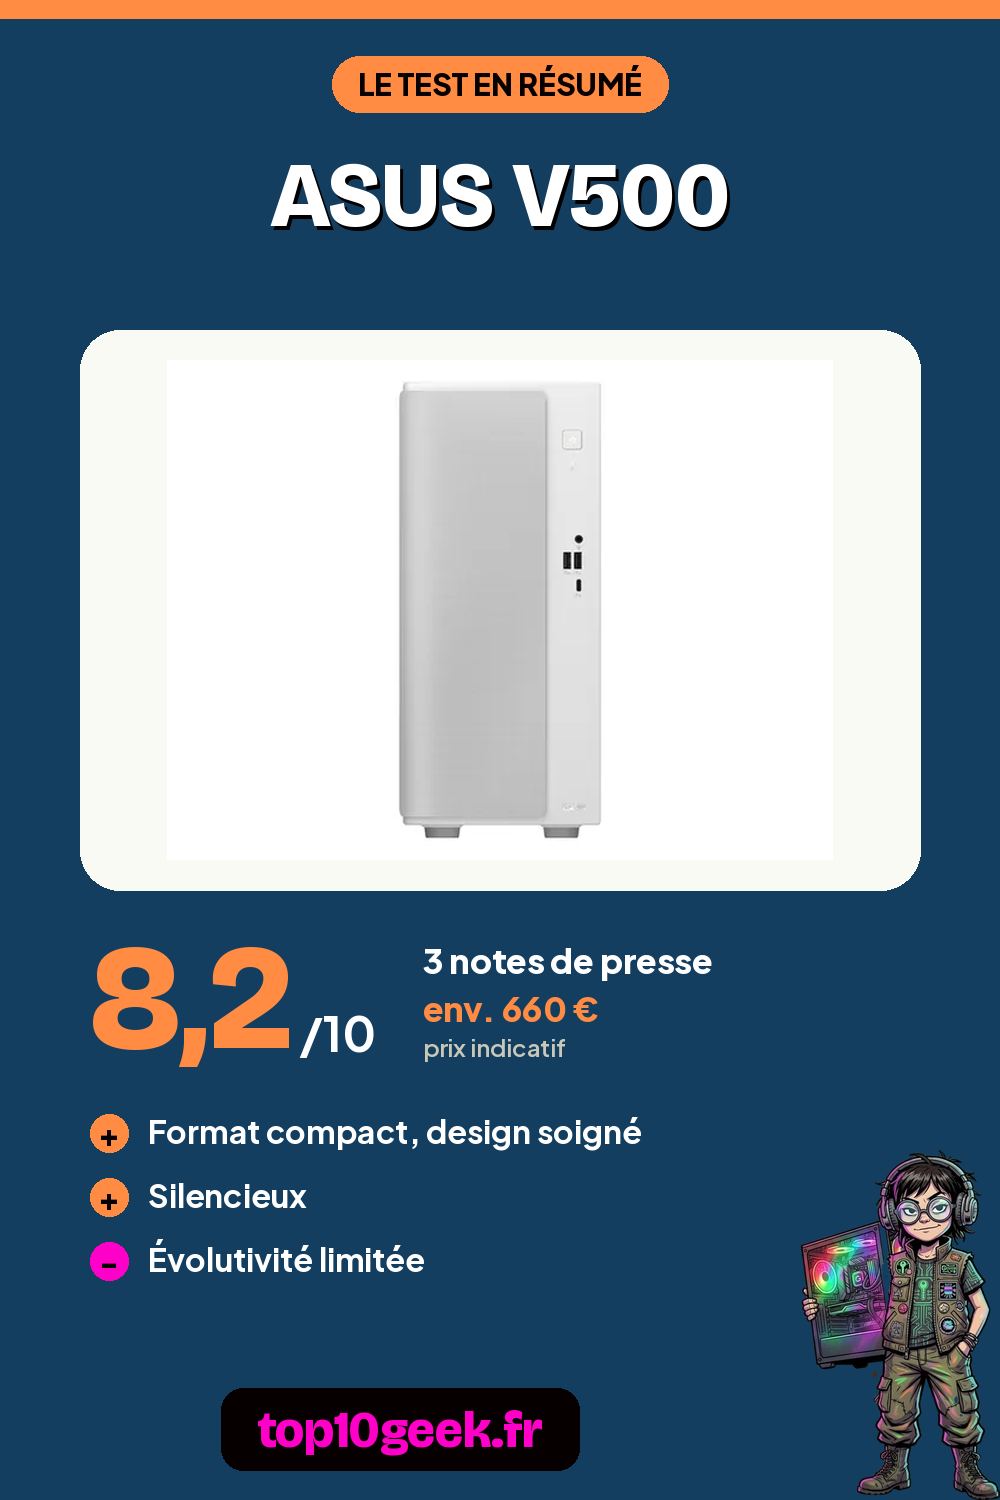 LE TEST EN RÉSUMÉ
ASUS V500
8,2/10
3 notes de presse
env. 660 €
prix indicatif
+ Format compact, design soigné
+ Silencieux
- Évolutivité limitée
top10geek.fr